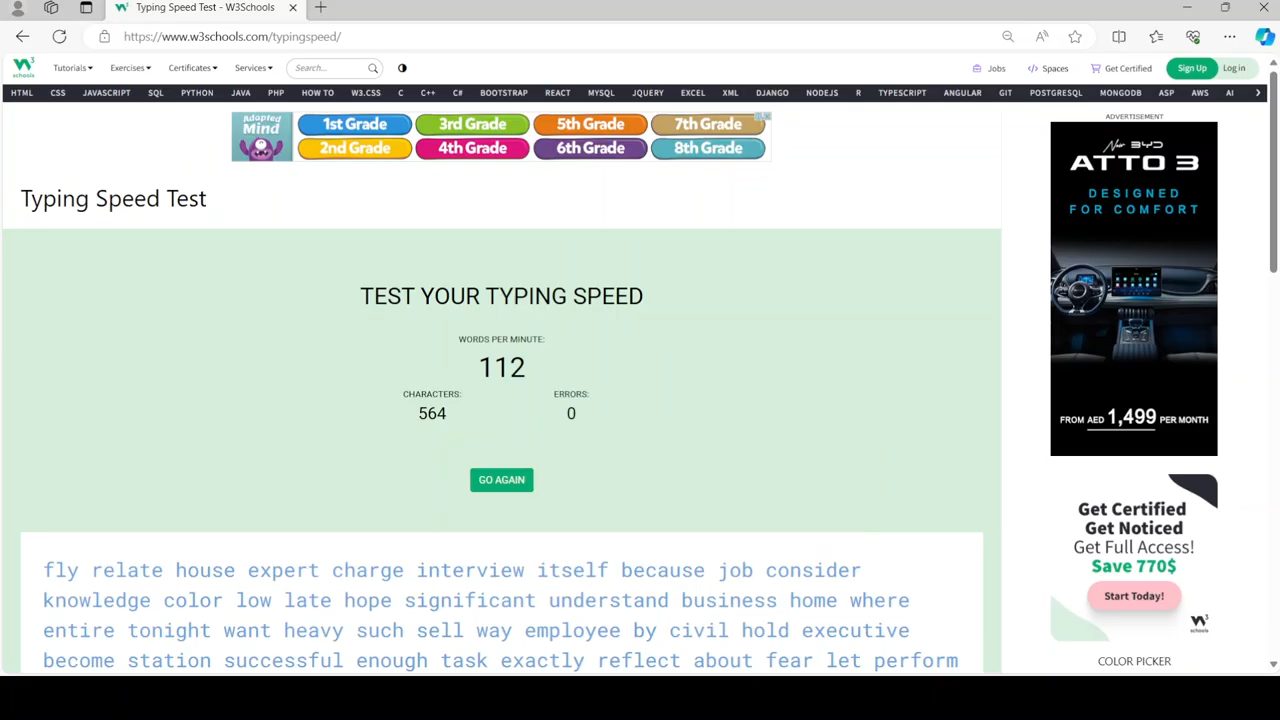 Typing Speed Test - W3Schools
https://www.w3schools.com/typingspeed/
W3 schools
Tutorials
Exercises
Certificates
Services
Search...
Jobs
Spaces
Get Certified
Sign Up
Log in
HTML CSS JAVASCRIPT SQL PYTHON JAVA PHP HOW TO W3.CSS C C++ C# BOOTSTRAP REACT MYSQL JQUERY EXCEL XML DJANGO NODEJS R TYPESCRIPT ANGULAR GIT POSTGRESQL MONGODB ASP AWS AI
Adapted Mind
1st Grade 3rd Grade 5th Grade 7th Grade
2nd Grade 4th Grade 6th Grade 8th Grade
Typing Speed Test
TEST YOUR TYPING SPEED
WORDS PER MINUTE:
112
CHARACTERS: ERRORS:
564 0
GO AGAIN
fly relate house expert charge interview itself because job consider
knowledge color low late hope significant understand business home where
entire tonight want heavy such sell way employee by civil hold executive
become station successful enough task exactly reflect about fear let perform
ADVERTISEMENT
New BYD
ATTO 3
DESIGNED
FOR COMFORT
FROM AED 1,499 PER MONTH
Get Certified
Get Noticed
Get Full Access!
Save 770$
Start Today!
W3 schools
COLOR PICKER